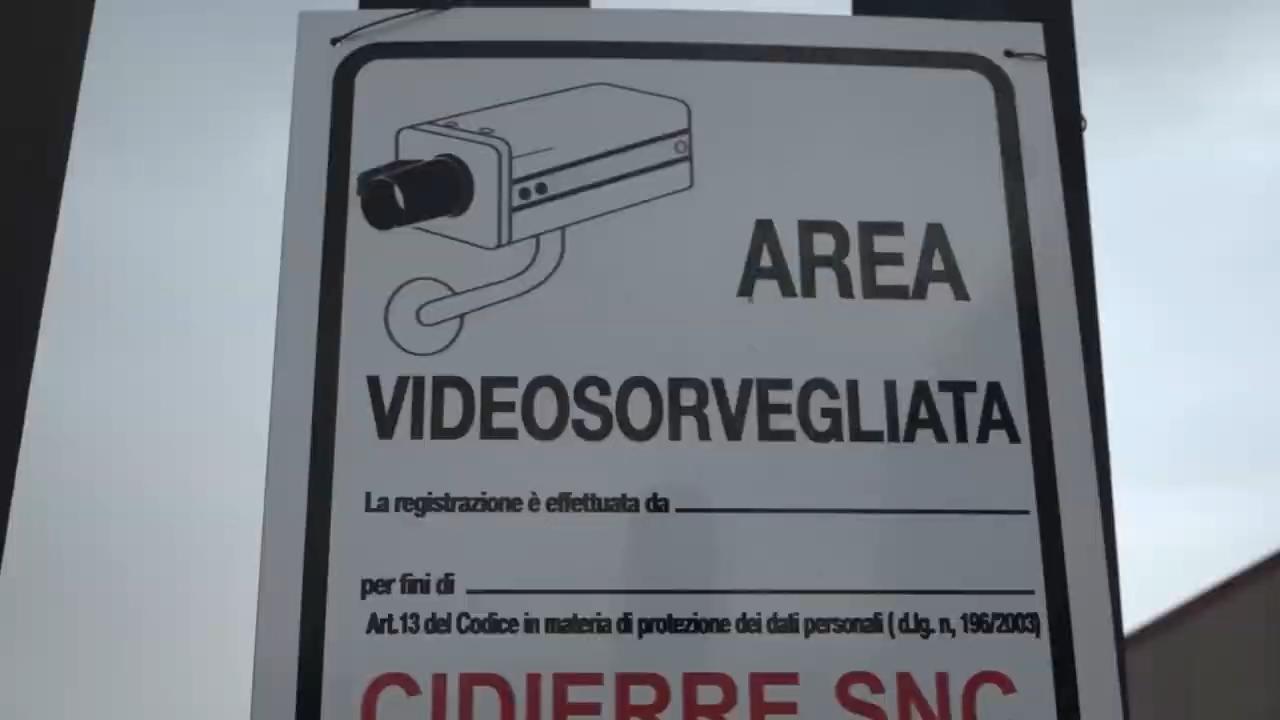 AREA
VIDEOSORVEGLIATA
La registrazione è effettuata da
per fini di
Art.13 del Codice in materia di protezione dei dati personali ( d.lg. n, 196/2003)
CIDIERRE SNC